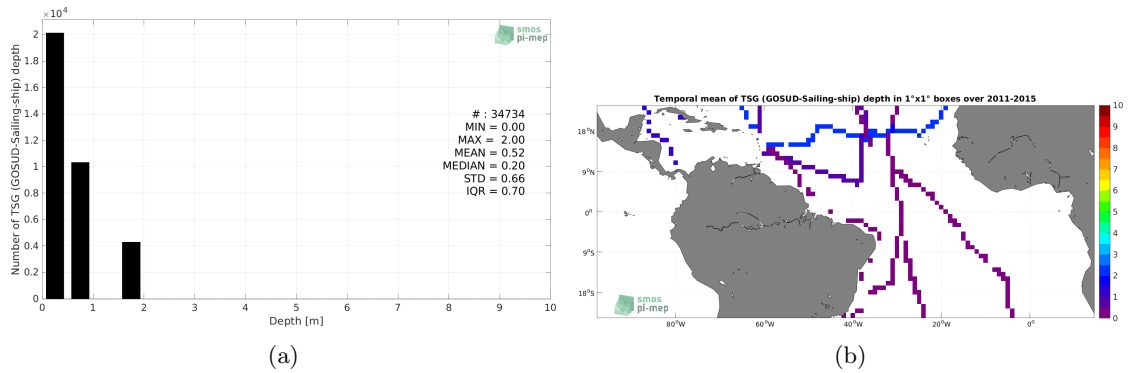 ×10⁴
2
1.8
1.6
1.4
1.2
1
0.8
0.6
0.4
0.2
0
Number of TSG (GOSUD-Sailing-ship) depth
smos
pi-mep
# : 34734
MIN = 0.00
MAX = 2.00
MEAN = 0.52
MEDIAN = 0.20
STD = 0.66
IQR = 0.70
0 1 2 3 4 5 6 7 8 9 10
Depth [m]
(a)
Temporal mean of TSG (GOSUD-Sailing-ship) depth in 1°x1° boxes over 2011-2015
18°N
9°N
0°
9°S
18°S
smos
pi-mep
80°W 60°W 40°W 20°W 0°
10
9
8
7
6
5
4
3
2
1
0
(b)